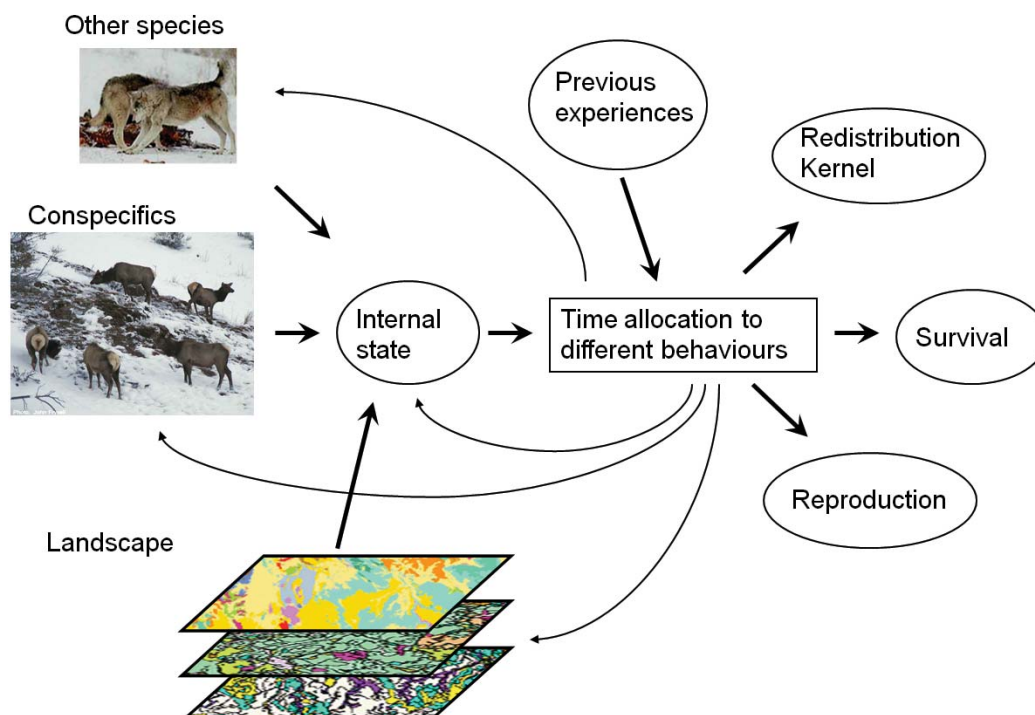 Other species
Previous
experiences
Redistribution
Kernel
Conspecifics
Internal
state
Time allocation to
different behaviours
Survival
Reproduction
Landscape